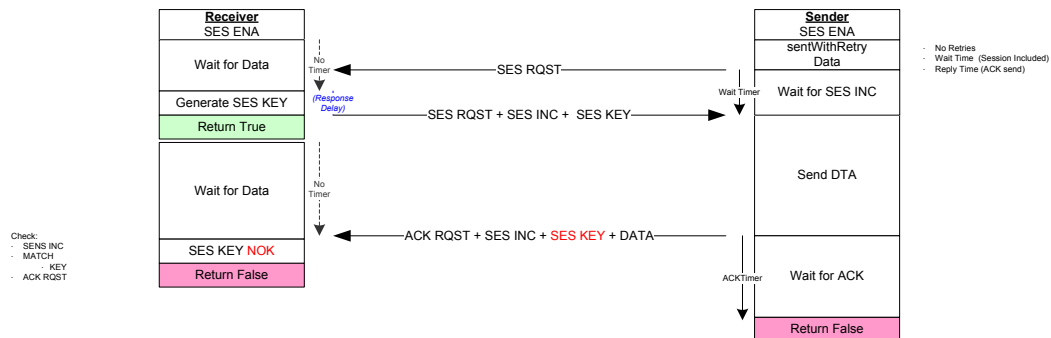 Receiver
SES ENA
Wait for Data
Generate SES KEY
Return True
Wait for Data
SES KEY NOK
Return False
Check:
· SENS INC
· MATCH
· KEY
· ACK RQST
No
Timer
(Response
Delay)
No
Timer
SES RQST
SES RQST + SES INC + SES KEY
ACK RQST + SES INC + SES KEY + DATA
Wait Timer
ACKTimer
Sender
SES ENA
sentWithRetry
Data
Wait for SES INC
Send DTA
Wait for ACK
Return False
· No Retries
· Wait Time (Session Included)
· Reply Time (ACK send)